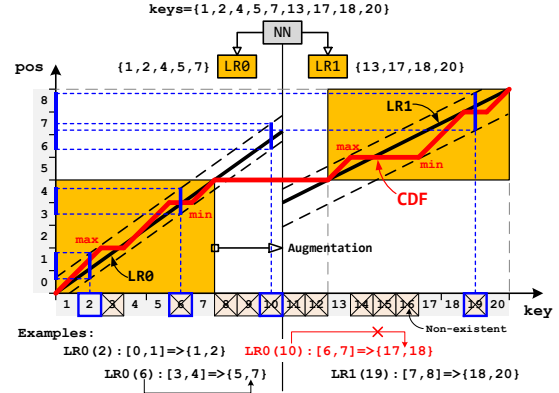 keys={1,2,4,5,7,13,17,18,20}
NN
{1,2,4,5,7} LR0 LR1 {13,17,18,20}
pos
8
7
6
5
4
3
2
1
0
LR1
max
min
CDF
max
min
LR0
Augmentation
1 2 3 4 5 6 7 8 9 10 11 12 13 14 15 16 17 18 19 20
key
Non-existent
Examples:
LR0(2):[0,1]=>{1,2}
LR0(10):[6,7]=>{17,18}
LR0(6):[3,4]=>{5,7}
LR1(19):[7,8]=>{18,20}